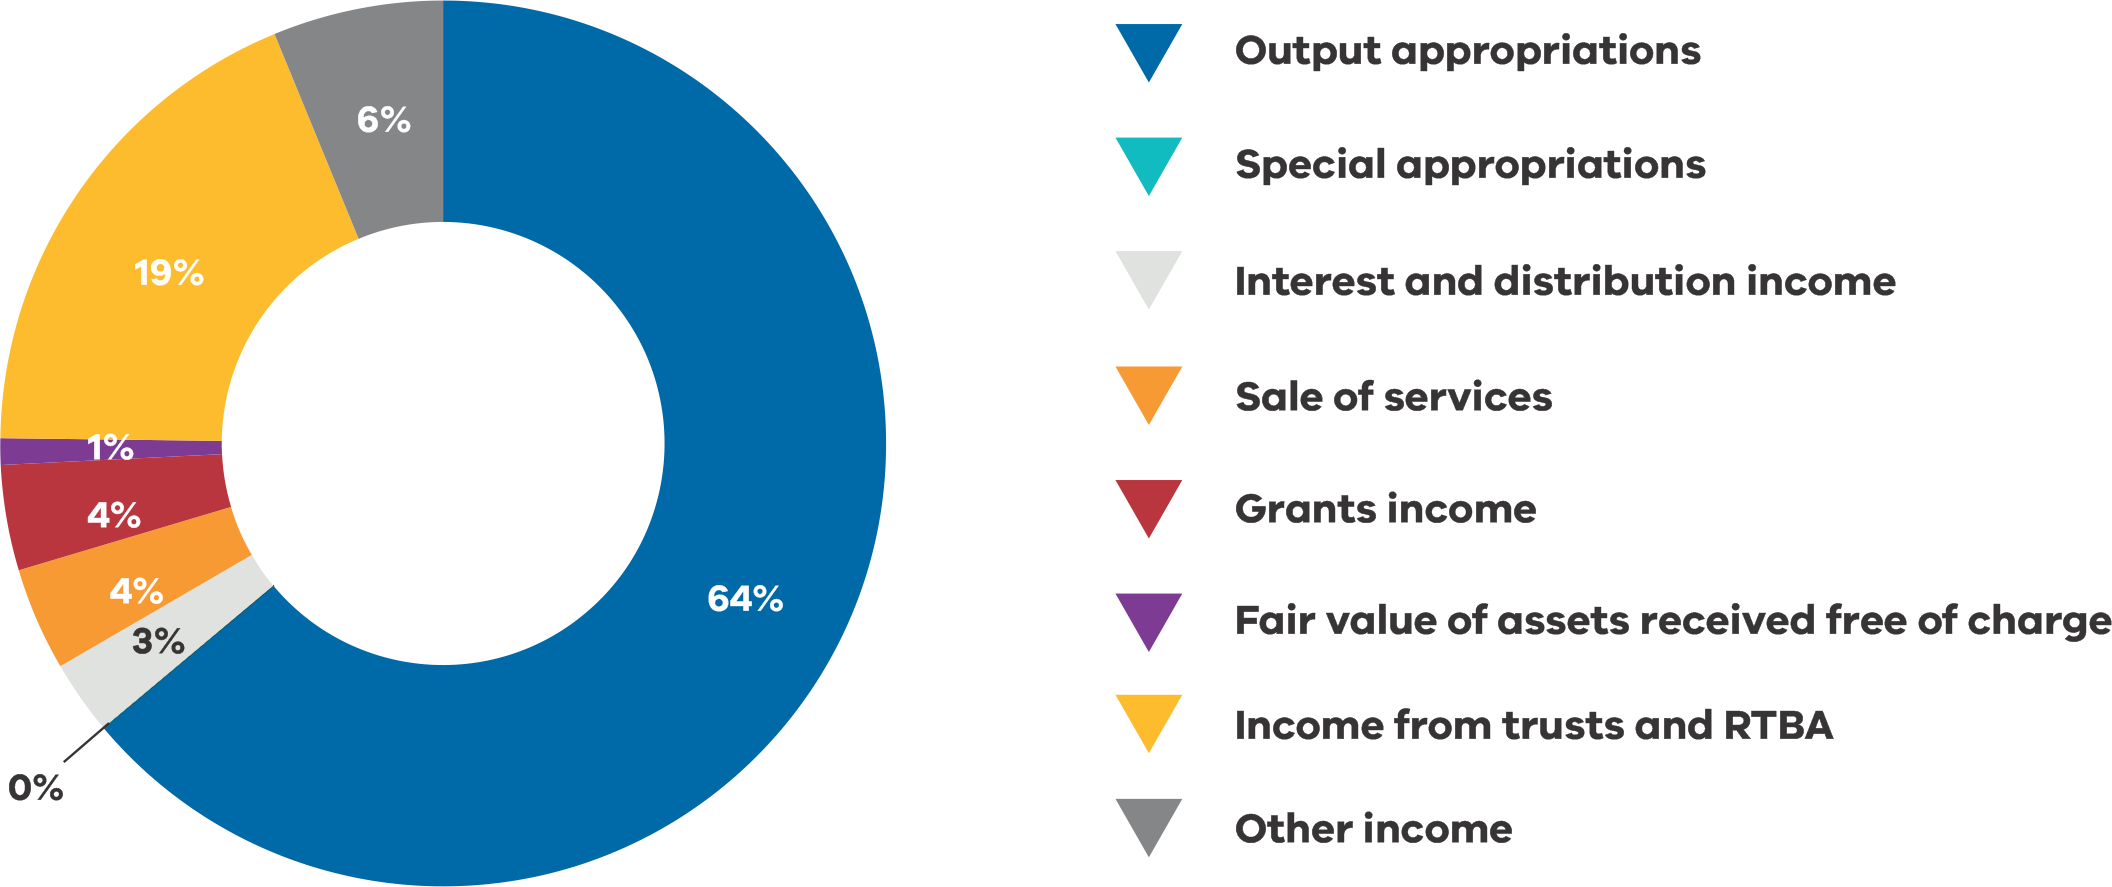 6%
19%
1%
4%
4%
3%
0%
64%
Output appropriations
Special appropriations
Interest and distribution income
Sale of services
Grants income
Fair value of assets received free of charge
Income from trusts and RTBA
Other income